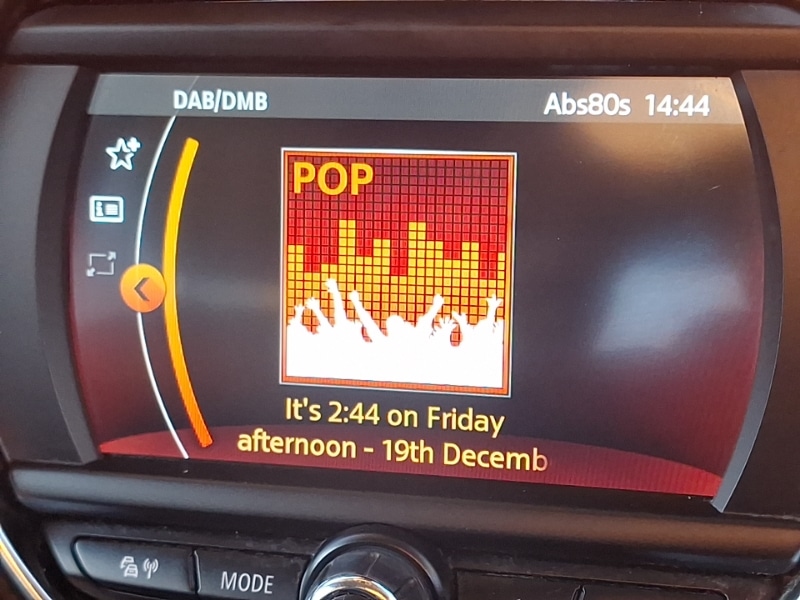 DAB/DMB Abs80s 14:44
POP
It's 2:44 on Friday
afternoon - 19th Decemb
MODE